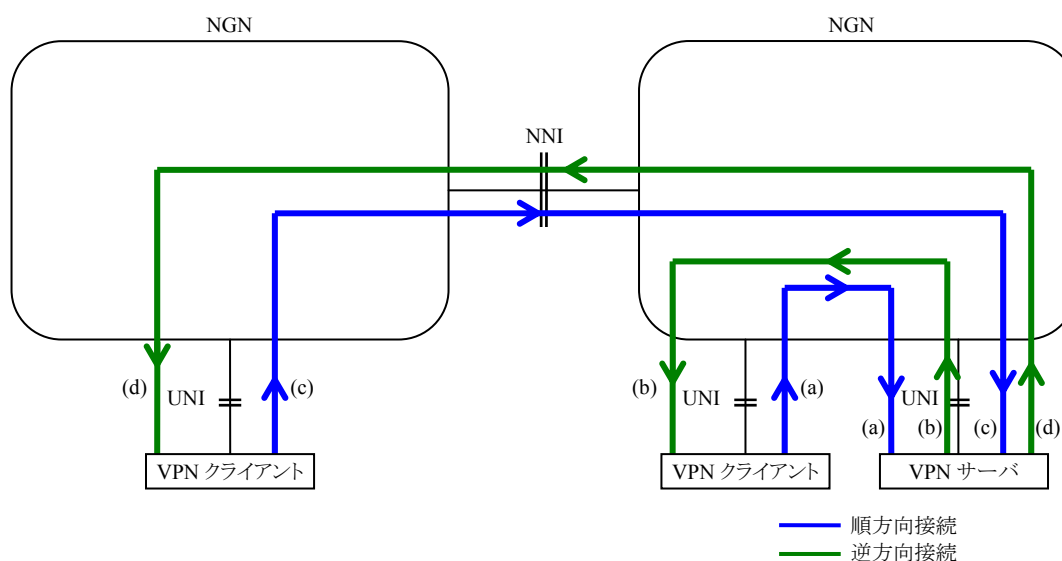 NGN
NGN
NNI
(d)
UNI
(c)
(b)
UNI
(a)
(a)
UNI
(b)
(c)
(d)
VPN クライアント
VPN クライアント
VPN サーバ
順方向接続
逆方向接続